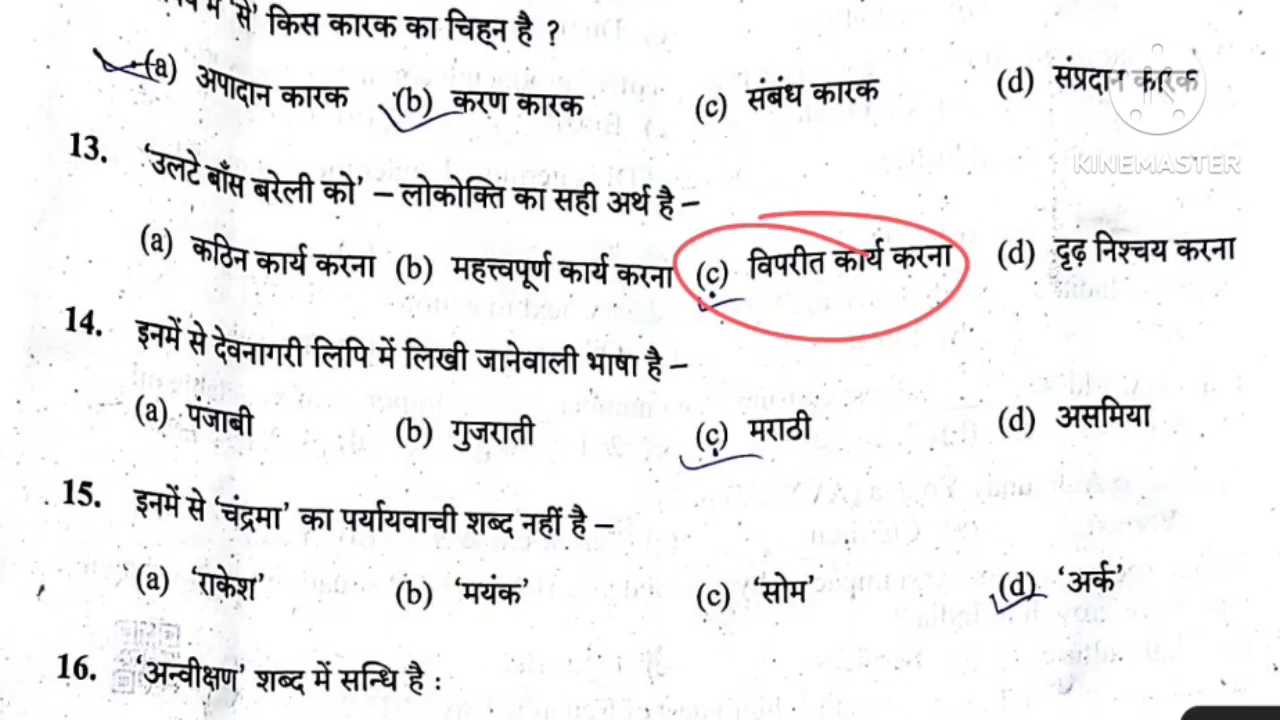 में 'से' किस कारक का चिह्न है ?
(a) अपादान कारक (b) करण कारक (c) संबंध कारक (d) संप्रदान कारक
KINEMASTER
13. 'उलटे बाँस बरेली को' – लोकोक्ति का सही अर्थ है –
(a) कठिन कार्य करना (b) महत्त्वपूर्ण कार्य करना (c) विपरीत कार्य करना (d) दृढ़ निश्चय करना
14. इनमें से देवनागरी लिपि में लिखी जानेवाली भाषा है –
(a) पंजाबी (b) गुजराती (c) मराठी (d) असमिया
15. इनमें से 'चंद्रमा' का पर्यायवाची शब्द नहीं है –
(a) 'राकेश' (b) 'मयंक' (c) 'सोम' (d) 'अर्क'
16. 'अन्वीक्षण' शब्द में सन्धि है :